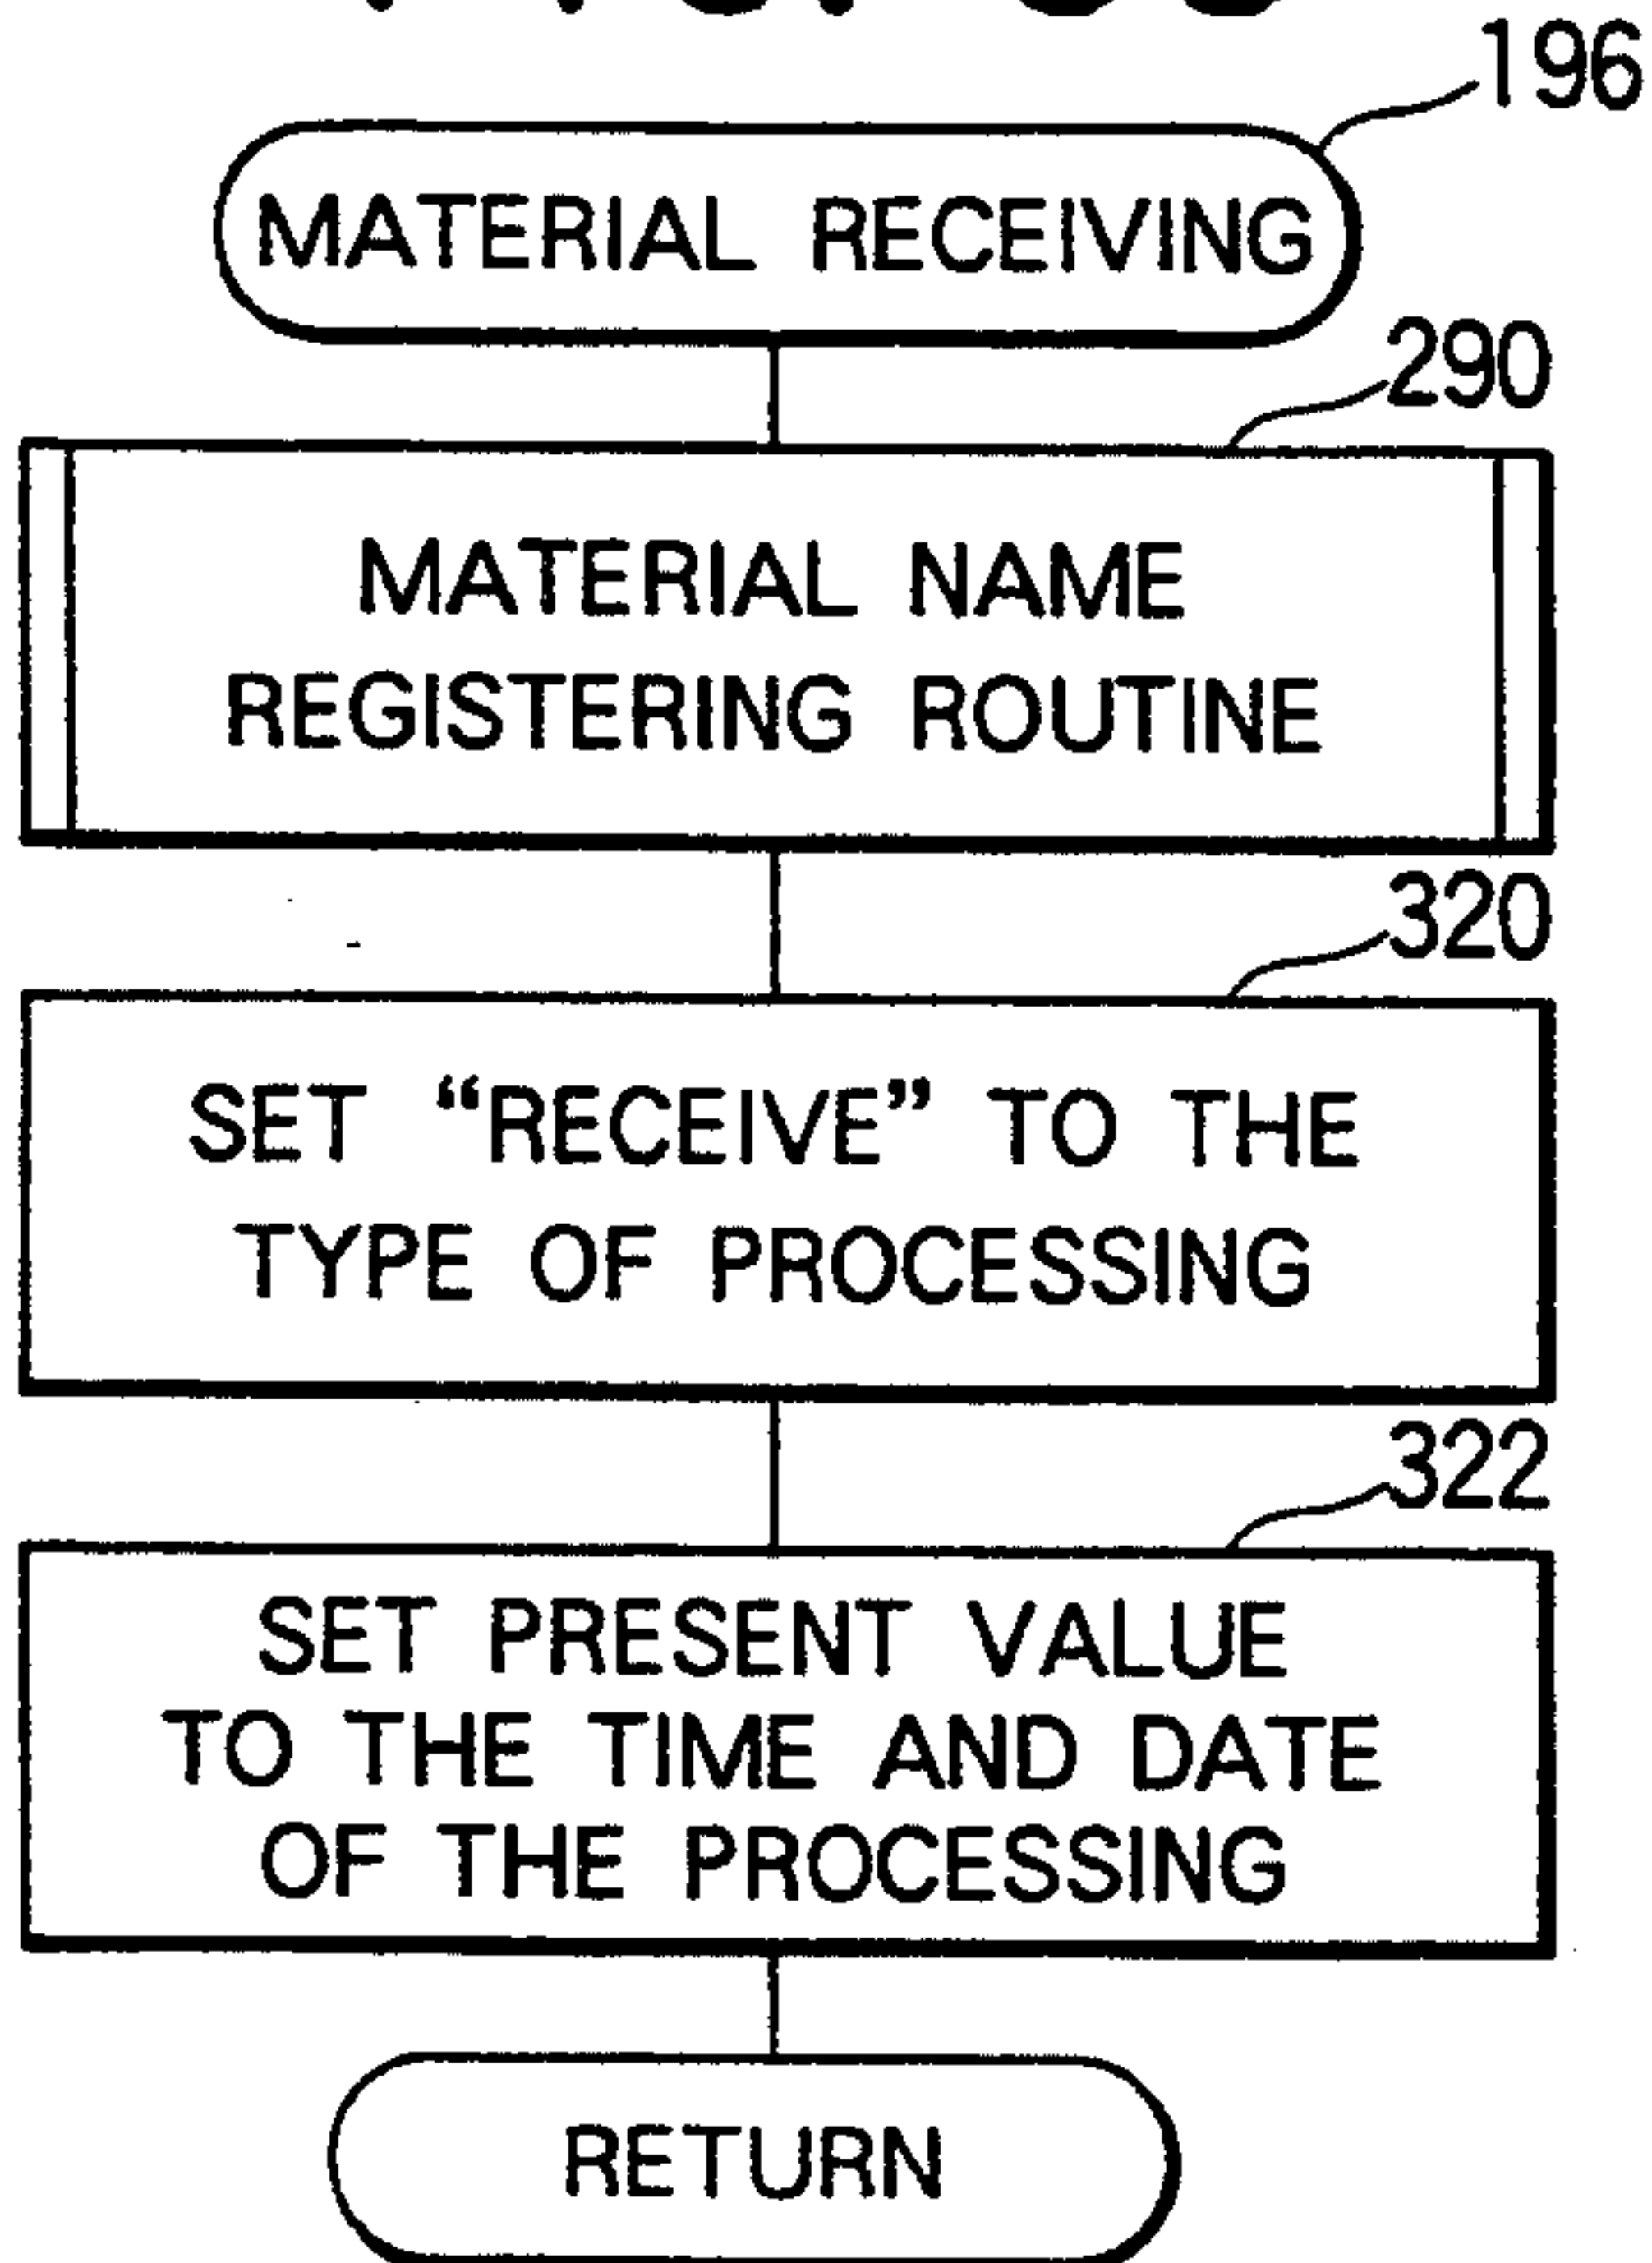 196
MATERIAL RECEIVING
290
MATERIAL NAME
REGISTERING ROUTINE
320
SET “RECEIVE” TO THE
TYPE OF PROCESSING
322
SET PRESENT VALUE
TO THE TIME AND DATE
OF THE PROCESSING
RETURN